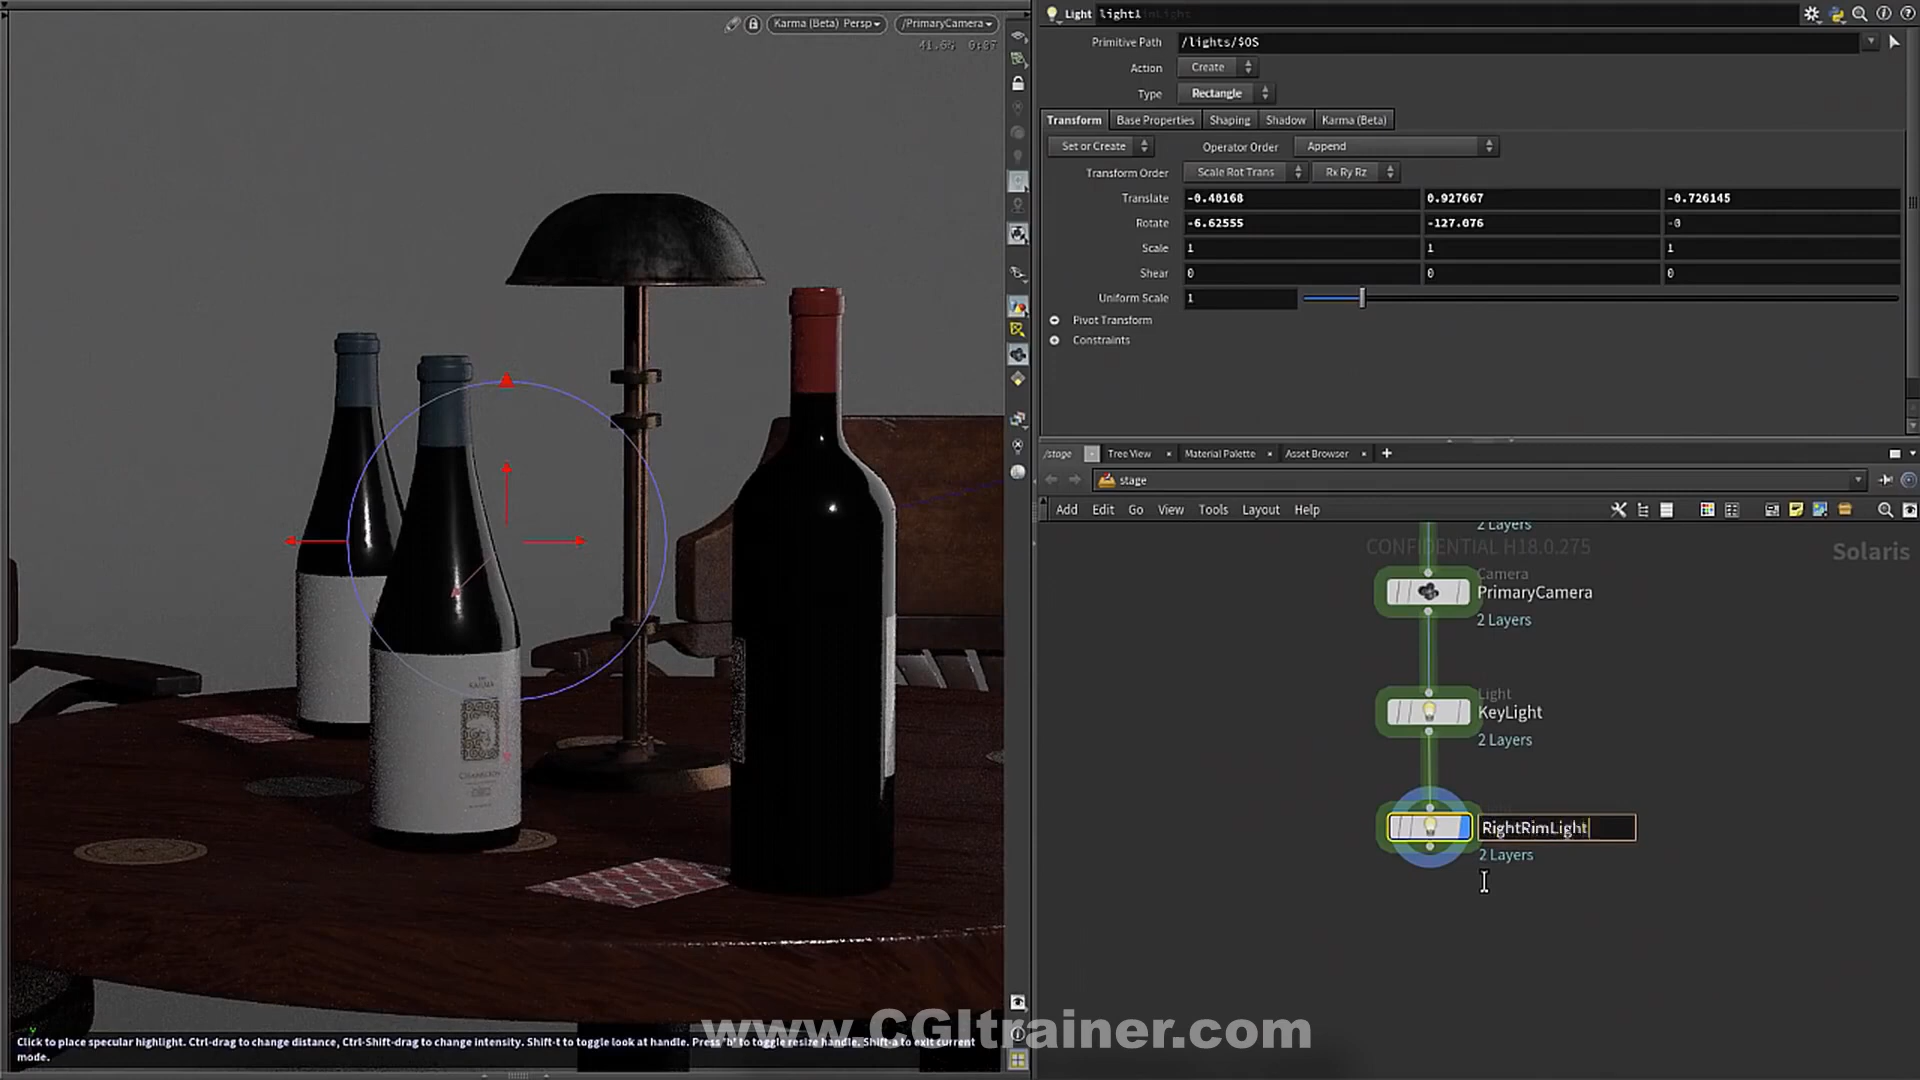 Karma (Beta) Persp
/PrimaryCamera
41.6% 0:07
Light light1
Primitive Path /lights/$OS
Action Create
Type Rectangle
Transform Base Properties Shaping Shadow Karma (Beta)
Set or Create Operator Order Append
Transform Order Scale Rot Trans Rx Ry Rz
Translate -0.40168 0.927667 -0.726145
Rotate -6.62555 -127.076 -0
Scale 1 1 1
Shear 0 0 0
Uniform Scale 1
Pivot Transform
Constraints
/stage Tree View × Material Palette × Asset Browser × +
stage
Add Edit Go View Tools Layout Help
2 Layers
CONFIDENTIAL H18.0.275
Solaris
Camera
PrimaryCamera
2 Layers
Light
KeyLight
2 Layers
RightRimLight
2 Layers
KARMA
www.CGItrainer.com
Click to place specular highlight. Ctrl-drag to change distance, Ctrl-Shift-drag to change intensity. Shift-t to toggle look at handle. Press 'b' to toggle resize handle. Shift-a to exit current
mode.